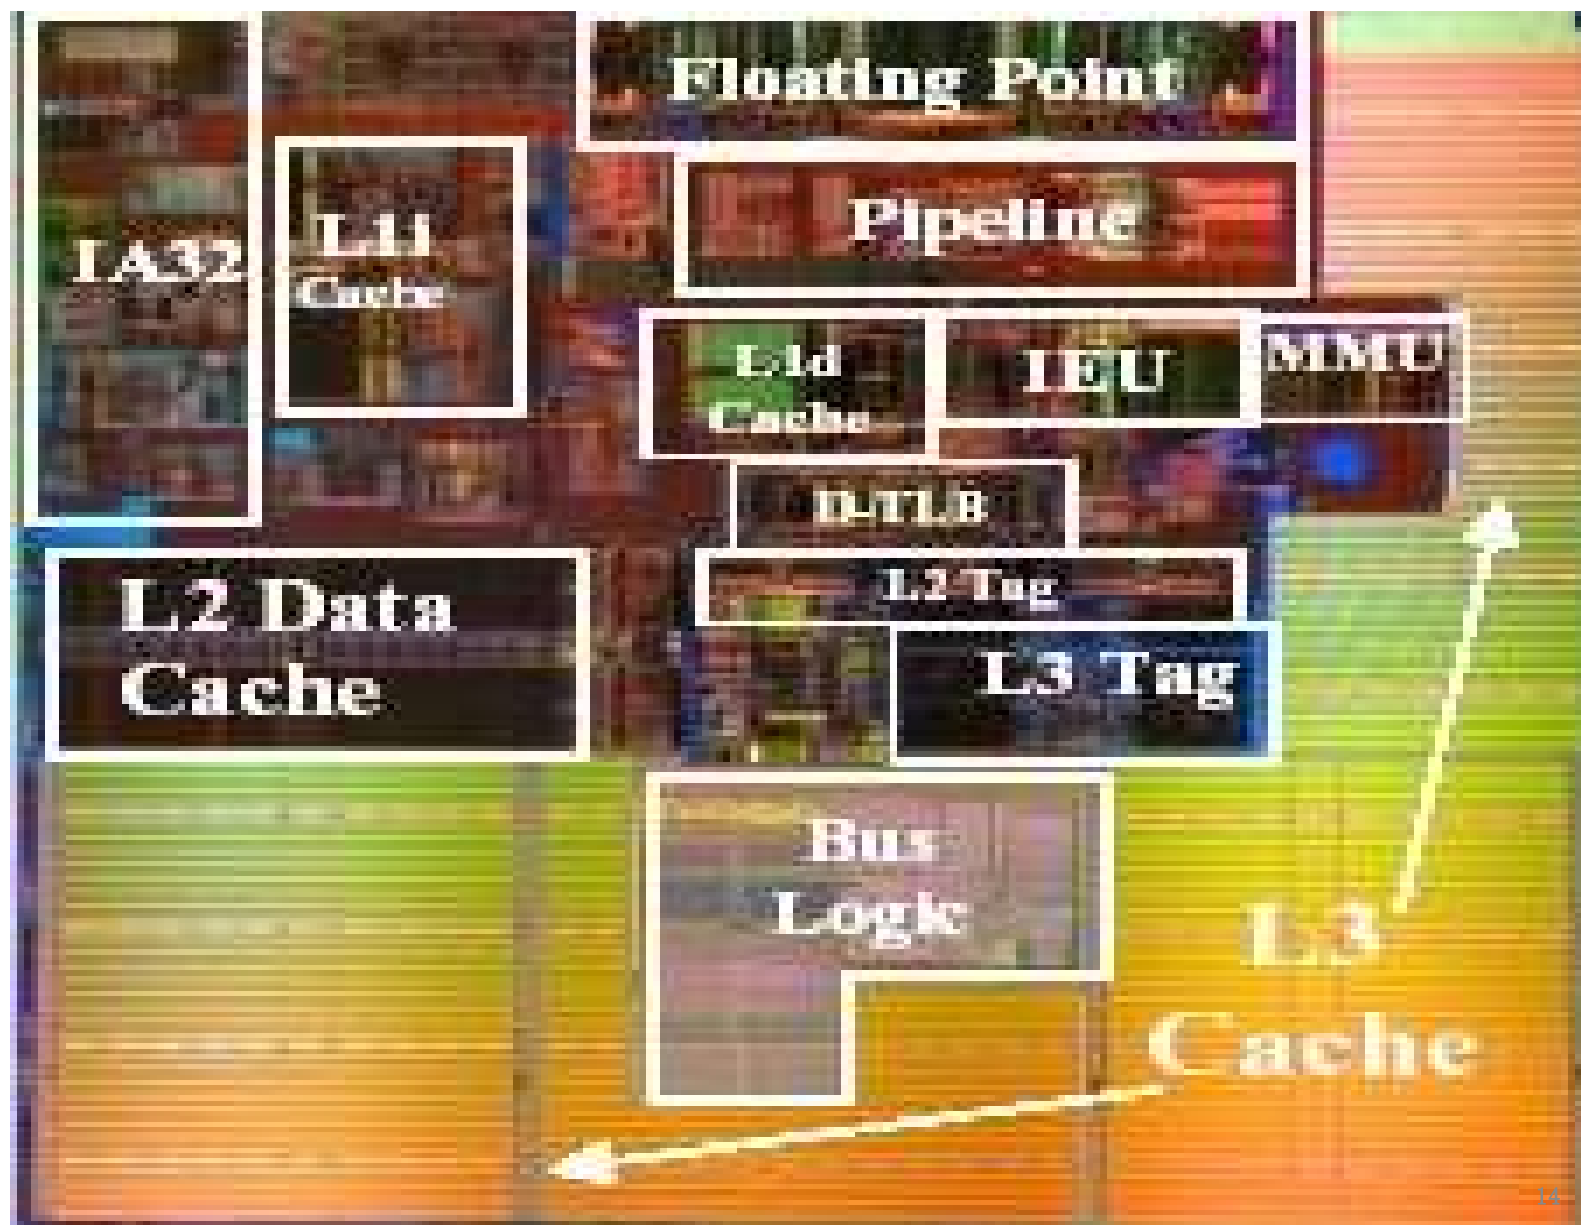 Floating Point
Pipeline
IA32
L1i
Cache
L1d
Cache
IEU
MMU
D-TLB
L2 Tag
L2 Data
Cache
L3 Tag
Bus
Logic
L3
Cache
14